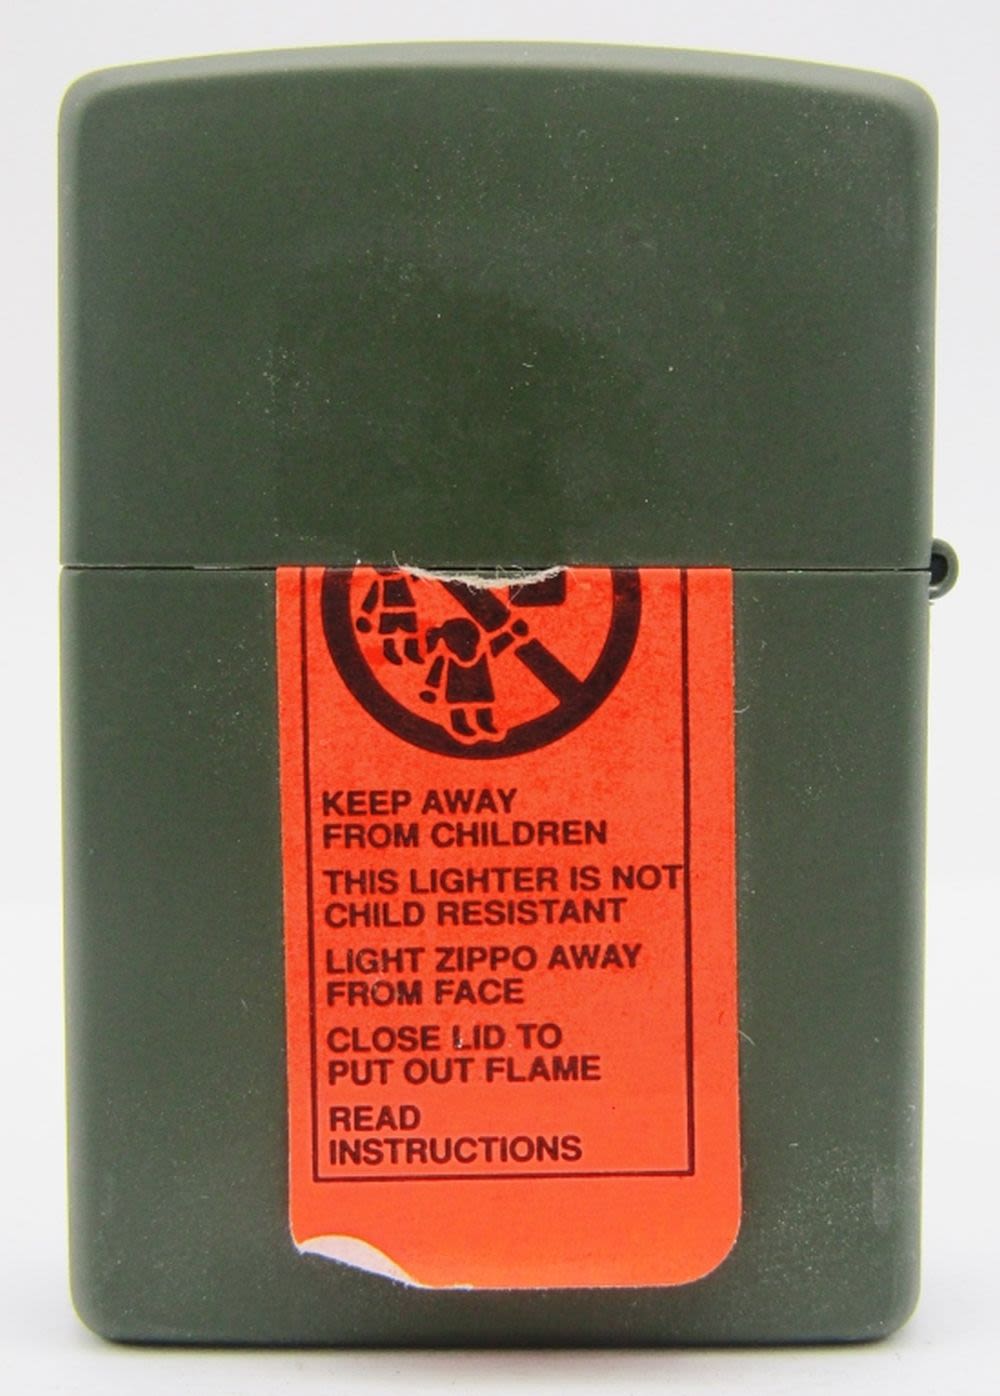 KEEP AWAY
FROM CHILDREN
THIS LIGHTER IS NOT
CHILD RESISTANT
LIGHT ZIPPO AWAY
FROM FACE
CLOSE LID TO
PUT OUT FLAME
READ
INSTRUCTIONS